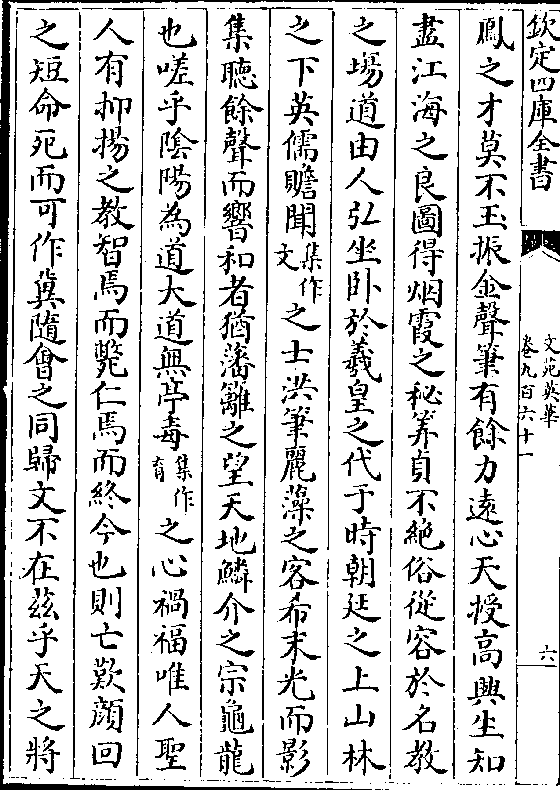 欽定四庫全書
文苑英華
卷九百六十一
六
鳳之才莫不玉振金聲筆有餘力遠心天授高興生知
盡江海之良圖得烟霞之秘筭貞不絶俗從容於名教
之塲道由人弘坐卧於羲皇之代于時朝廷之上山林
之下英儒贍聞集作文之士洪筆麗藻之客希末光而影
集聴餘聲而響和者猶藩籬之望天地鱗介之宗龜龍
也嗟乎陰陽為道大道無亭毒集作育之心禍福唯人聖
人有抑揚之教智焉而斃仁焉而終今也則亡歎顔回
之短命死而可作冀隨會之同歸文不在兹乎天之將